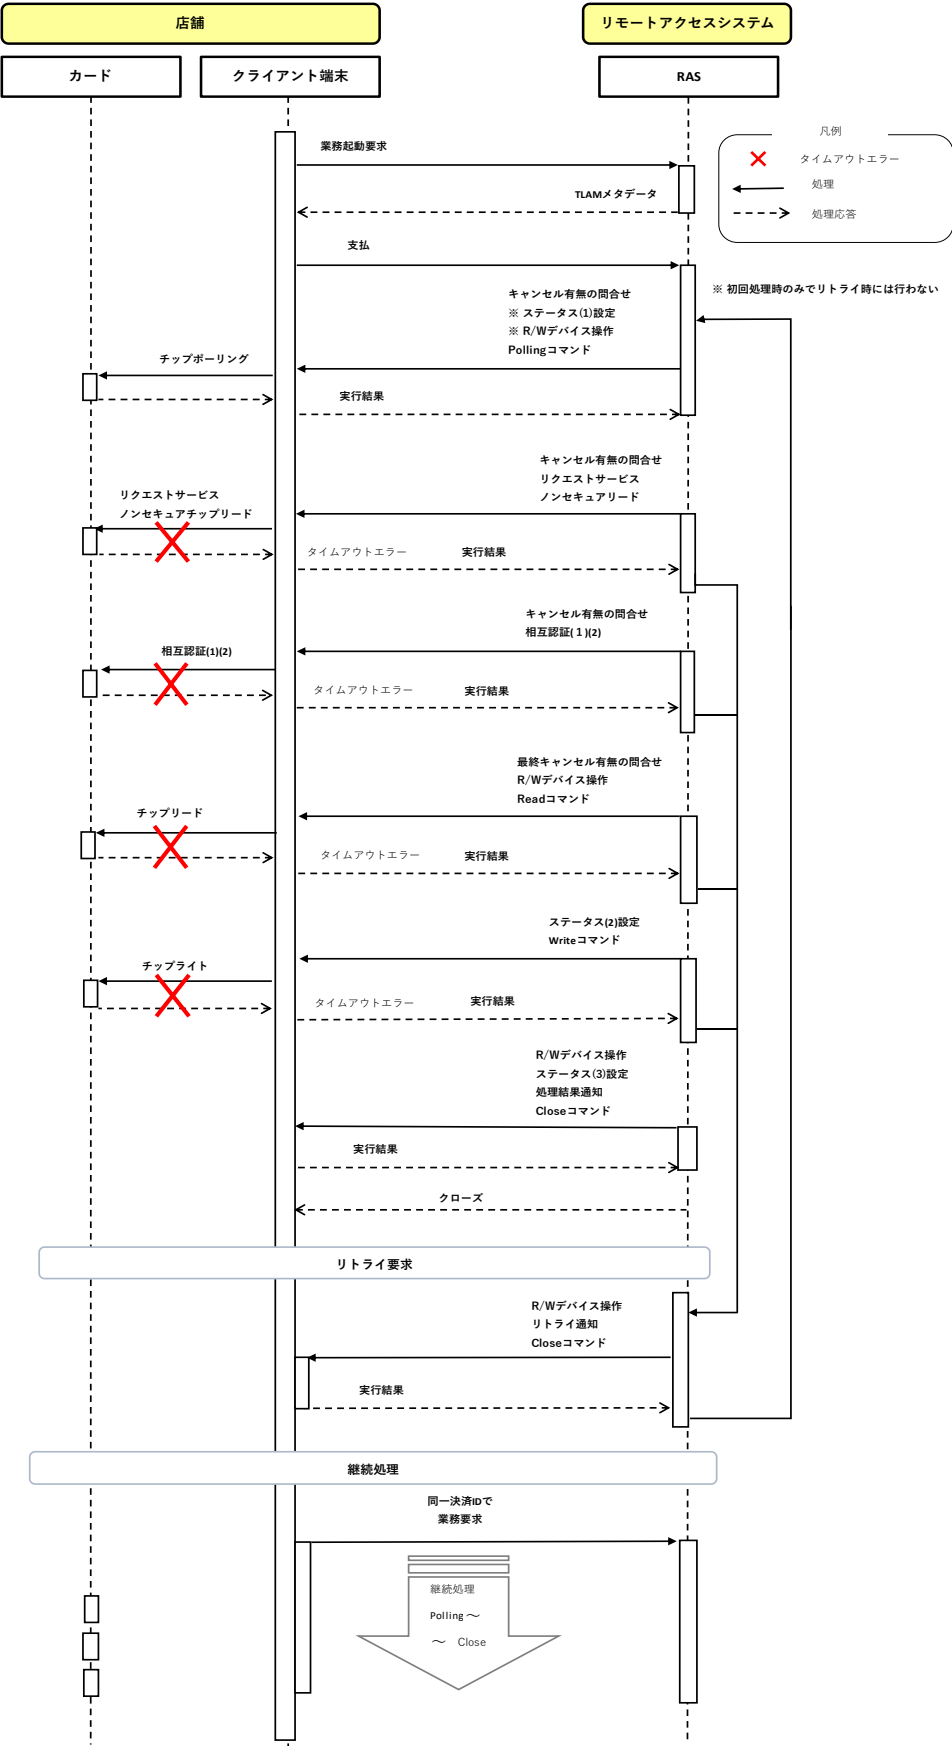 店舗
リモートアクセスシステム
カード
クライアント端末
RAS
凡例
タイムアウトエラー
処理
処理応答
業務起動要求
TLAMメタデータ
支払
※ 初回処理時のみでリトライ時には行わない
キャンセル有無の問合せ
※ ステータス(1)設定
※ R/Wデバイス操作
Pollingコマンド
チップポーリング
実行結果
キャンセル有無の問合せ
リクエストサービス
ノンセキュアリード
リクエストサービス
ノンセキュアチップリード
タイムアウトエラー
実行結果
キャンセル有無の問合せ
相互認証(１)(2)
相互認証(1)(2)
タイムアウトエラー
実行結果
最終キャンセル有無の問合せ
R/Wデバイス操作
Readコマンド
チップリード
タイムアウトエラー
実行結果
ステータス(2)設定
Writeコマンド
チップライト
タイムアウトエラー
実行結果
R/Wデバイス操作
ステータス(3)設定
処理結果通知
Closeコマンド
実行結果
クローズ
リトライ要求
R/Wデバイス操作
リトライ通知
Closeコマンド
実行結果
継続処理
同一決済IDで
業務要求
継続処理
Polling～
～ Close